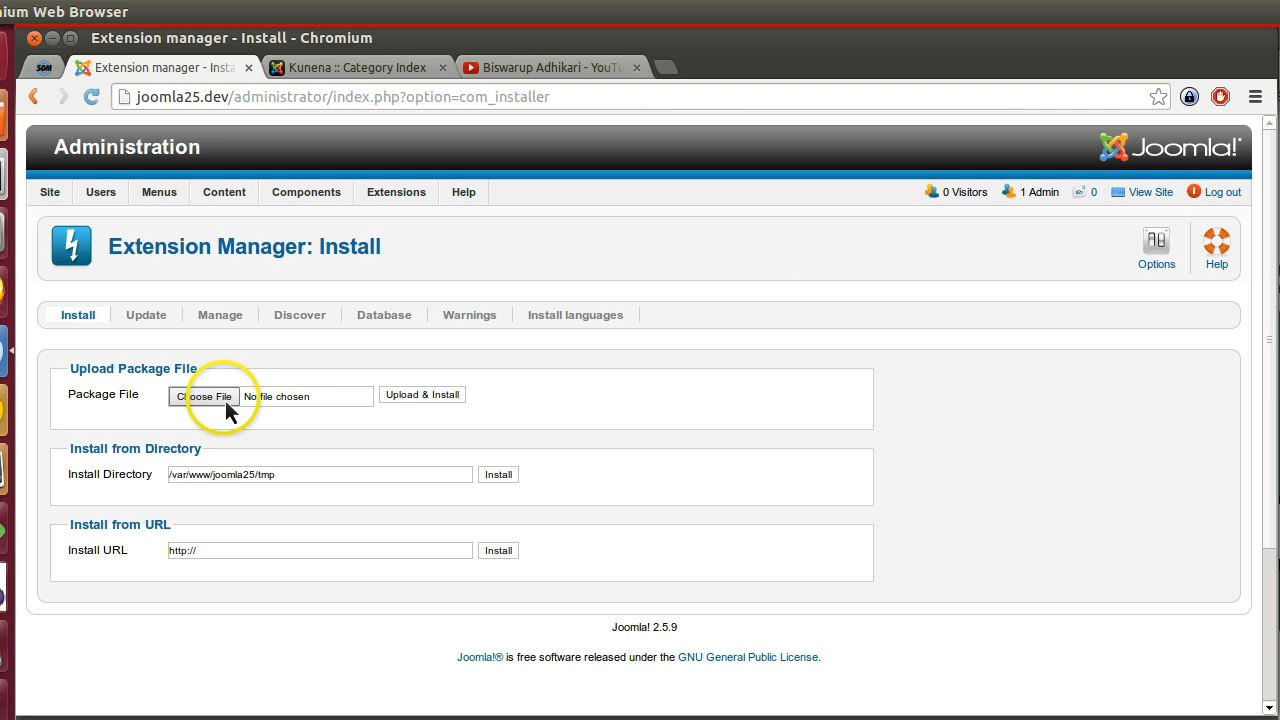 ium Web Browser
Extension manager - Install - Chromium
SOM
Extension manager - Insta
Kunena :: Category Index
Biswarup Adhikari - YouTu
joomla25.dev/administrator/index.php?option=com_installer
Administration
Joomla!®
Site Users Menus Content Components Extensions Help
0 Visitors 1 Admin 0 View Site Log out
Extension Manager: Install
Options Help
Install Update Manage Discover Database Warnings Install languages
Upload Package File
Package File Choose File No file chosen Upload & Install
Install from Directory
Install Directory /var/www/joomla25/tmp Install
Install from URL
Install URL http:// Install
Joomla! 2.5.9
Joomla!® is free software released under the GNU General Public License.